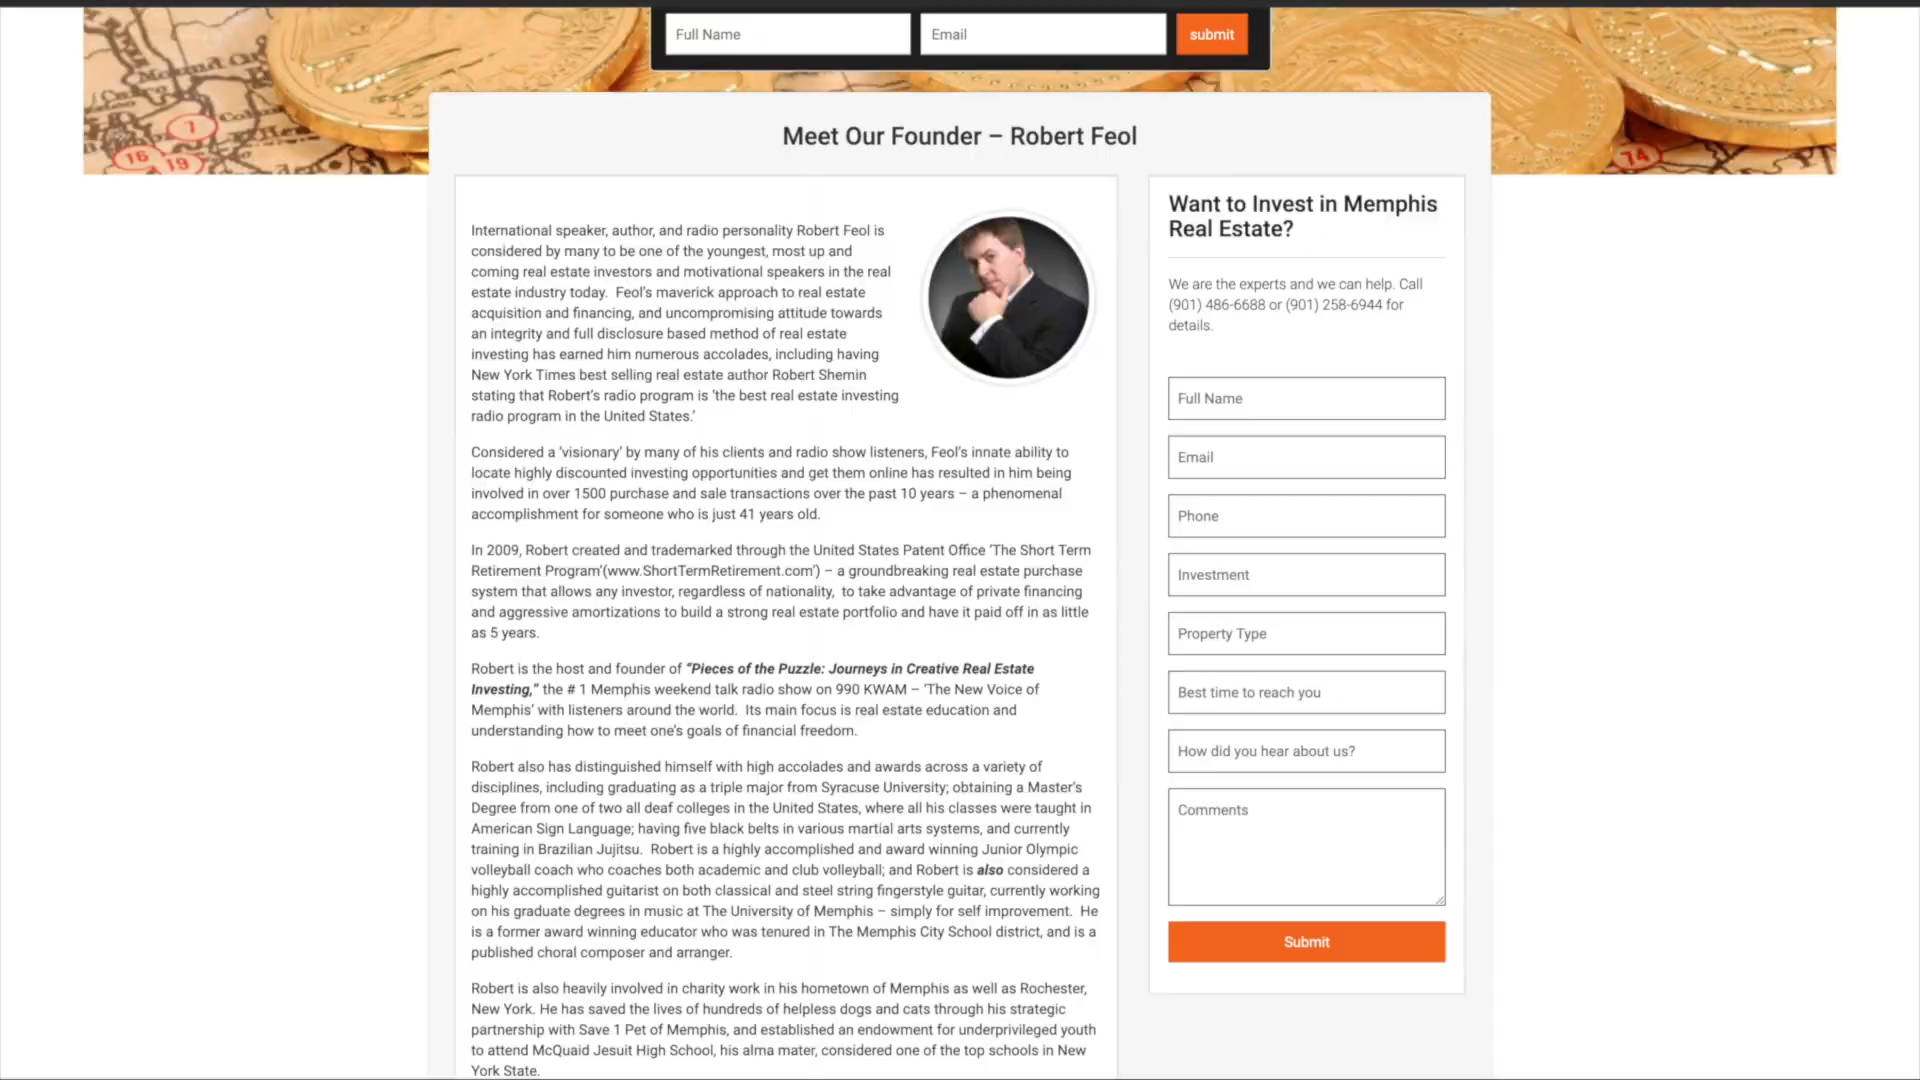 Full Name
Email
submit
7
16
19
74
Meet Our Founder – Robert Feol
International speaker, author, and radio personality Robert Feol is
considered by many to be one of the youngest, most up and
coming real estate investors and motivational speakers in the real
estate industry today.  Feol's maverick approach to real estate
acquisition and financing, and uncompromising attitude towards
an integrity and full disclosure based method of real estate
investing has earned him numerous accolades, including having
New York Times best selling real estate author Robert Shemin
stating that Robert's radio program is 'the best real estate investing
radio program in the United States.'
Considered a 'visionary' by many of his clients and radio show listeners, Feol's innate ability to
locate highly discounted investing opportunities and get them online has resulted in him being
involved in over 1500 purchase and sale transactions over the past 10 years – a phenomenal
accomplishment for someone who is just 41 years old.
In 2009, Robert created and trademarked through the United States Patent Office 'The Short Term
Retirement Program'(www.ShortTermRetirement.com') – a groundbreaking real estate purchase
system that allows any investor, regardless of nationality,  to take advantage of private financing
and aggressive amortizations to build a strong real estate portfolio and have it paid off in as little
as 5 years.
Robert is the host and founder of "Pieces of the Puzzle: Journeys in Creative Real Estate
Investing," the # 1 Memphis weekend talk radio show on 990 KWAM – 'The New Voice of
Memphis' with listeners around the world.  Its main focus is real estate education and
understanding how to meet one's goals of financial freedom.
Robert also has distinguished himself with high accolades and awards across a variety of
disciplines, including graduating as a triple major from Syracuse University; obtaining a Master's
Degree from one of two all deaf colleges in the United States, where all his classes were taught in
American Sign Language; having five black belts in various martial arts systems, and currently
training in Brazilian Jujitsu.  Robert is a highly accomplished and award winning Junior Olympic
volleyball coach who coaches both academic and club volleyball; and Robert is also considered a
highly accomplished guitarist on both classical and steel string fingerstyle guitar, currently working
on his graduate degrees in music at The University of Memphis – simply for self improvement.  He
is a former award winning educator who was tenured in The Memphis City School district, and is a
published choral composer and arranger.
Robert is also heavily involved in charity work in his hometown of Memphis as well as Rochester,
New York. He has saved the lives of hundreds of helpless dogs and cats through his strategic
partnership with Save 1 Pet of Memphis, and established an endowment for underprivileged youth
to attend McQuaid Jesuit High School, his alma mater, considered one of the top schools in New
York State.
Want to Invest in Memphis
Real Estate?
We are the experts and we can help. Call
(901) 486-6688 or (901) 258-6944 for
details.
Full Name
Email
Phone
Investment
Property Type
Best time to reach you
How did you hear about us?
Comments
Submit